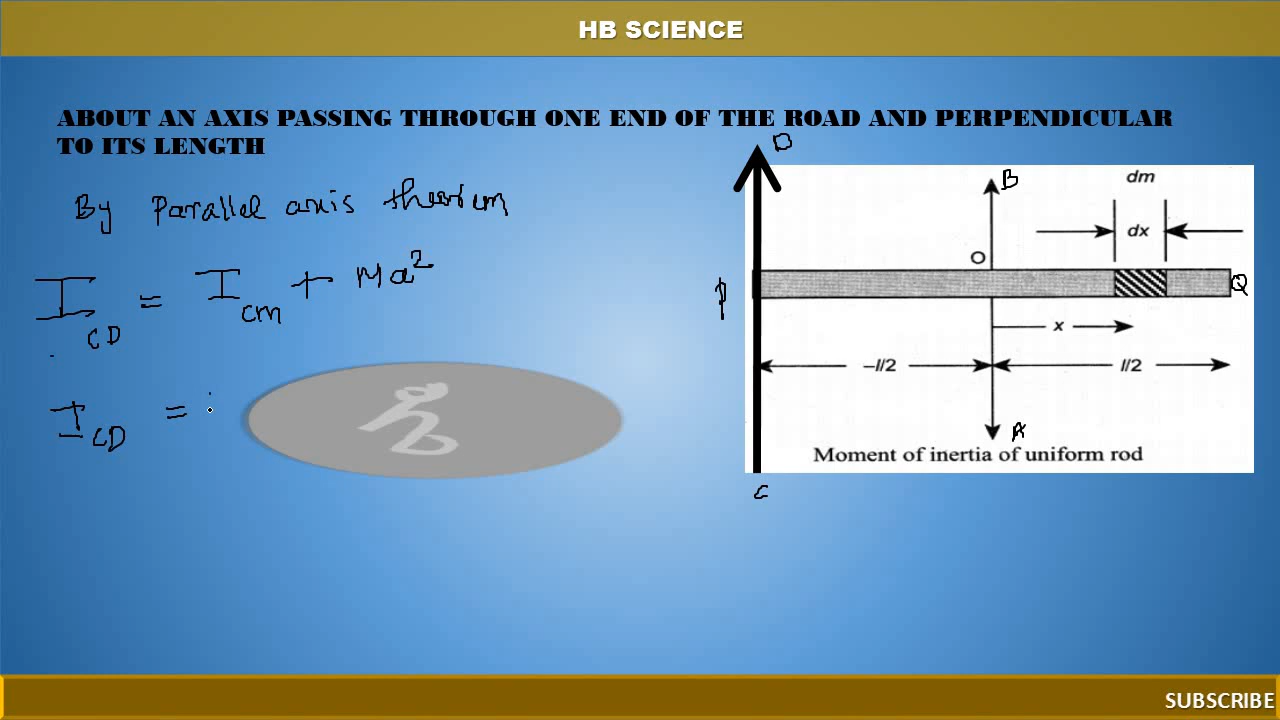 HB SCIENCE
ABOUT AN AXIS PASSING THROUGH ONE END OF THE ROAD AND PERPENDICULAR
TO ITS LENGTH
By Parallel axis theorem
I_CD = I_cm + Ma²
I_CD =
D
B
dm
dx
O
P
Q
x
–l/2
l/2
A
Moment of inertia of uniform rod
C
SUBSCRIBE